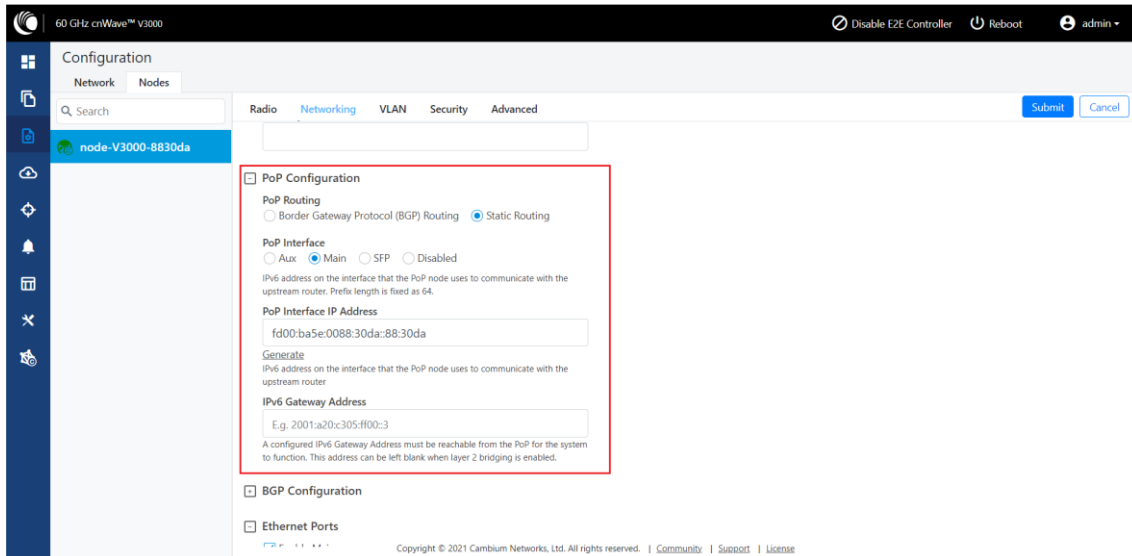 60 GHz cnWave™ V3000
Disable E2E Controller
Reboot
admin
Configuration
Network Nodes
Search
node-V3000-8830da
Radio Networking VLAN Security Advanced
Submit Cancel
PoP Configuration
PoP Routing
Border Gateway Protocol (BGP) Routing Static Routing
PoP Interface
Aux Main SFP Disabled
IPv6 address on the interface that the PoP node uses to communicate with the
upstream router. Prefix length is fixed as 64.
PoP Interface IP Address
fd00:ba5e:0088:30da::88:30da
Generate
IPv6 address on the interface that the PoP node uses to communicate with the
upstream router
IPv6 Gateway Address
E.g. 2001:a20:c305:ff00::3
A configured IPv6 Gateway Address must be reachable from the PoP for the system
to function. This address can be left blank when layer 2 bridging is enabled.
BGP Configuration
Ethernet Ports
Copyright © 2021 Cambium Networks, Ltd. All rights reserved. | Community | Support | License